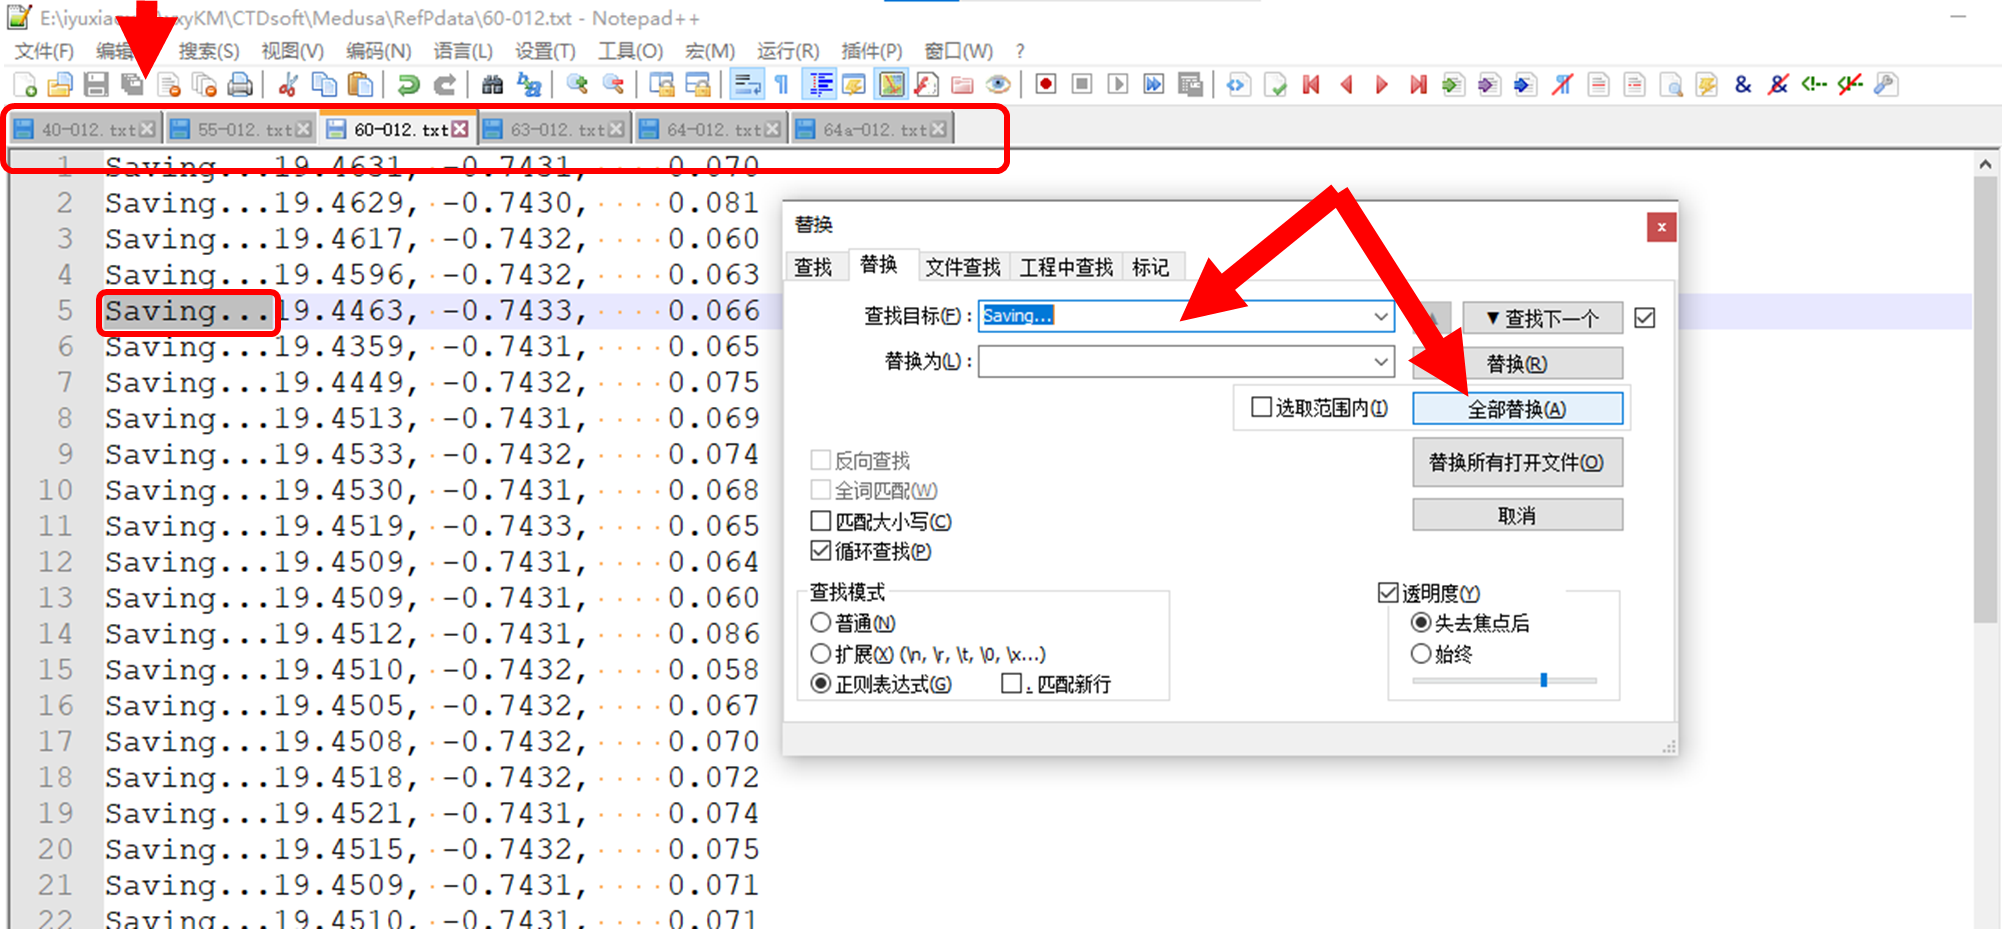 CTDsoft\Medusa\RefPdata\60-012.txt - Notepad++
文件(F) 编辑 搜索(S) 视图(V) 编码(N) 语言(L) 设置(T) 工具(O) 宏(M) 运行(R) 插件(P) 窗口(W) ?
40-012.txt 55-012.txt 60-012.txt 63-012.txt 64-012.txt 64a-012.txt
1 Saving...19.4631, -0.7431, 0.070
2 Saving...19.4629, -0.7430, 0.081
3 Saving...19.4617, -0.7432, 0.060
4 Saving...19.4596, -0.7432, 0.063
5 Saving...19.4463, -0.7433, 0.066
6 Saving...19.4359, -0.7431, 0.065
7 Saving...19.4449, -0.7432, 0.075
8 Saving...19.4513, -0.7431, 0.069
9 Saving...19.4533, -0.7432, 0.074
10 Saving...19.4530, -0.7431, 0.068
11 Saving...19.4519, -0.7433, 0.065
12 Saving...19.4509, -0.7431, 0.064
13 Saving...19.4509, -0.7431, 0.060
14 Saving...19.4512, -0.7431, 0.086
15 Saving...19.4510, -0.7432, 0.058
16 Saving...19.4505, -0.7432, 0.067
17 Saving...19.4508, -0.7432, 0.070
18 Saving...19.4518, -0.7432, 0.072
19 Saving...19.4521, -0.7431, 0.074
20 Saving...19.4515, -0.7432, 0.075
21 Saving...19.4509, -0.7431, 0.071
22 Saving...19.4510, -0.7431, 0.071
替换
查找 替换 文件查找 工程中查找 标记
查找目标(F)： Saving... ▼查找下一个
替换为(L)： 替换(R)
选取范围内(I) 全部替换(A)
替换所有打开文件(O)
取消
反向查找
全词匹配(W)
匹配大小写(C)
循环查找(P)
查找模式
普通(N)
扩展(X) (\n, \r, \t, \0, \x...)
正则表达式(G) . 匹配新行
透明度(Y)
失去焦点后
始终